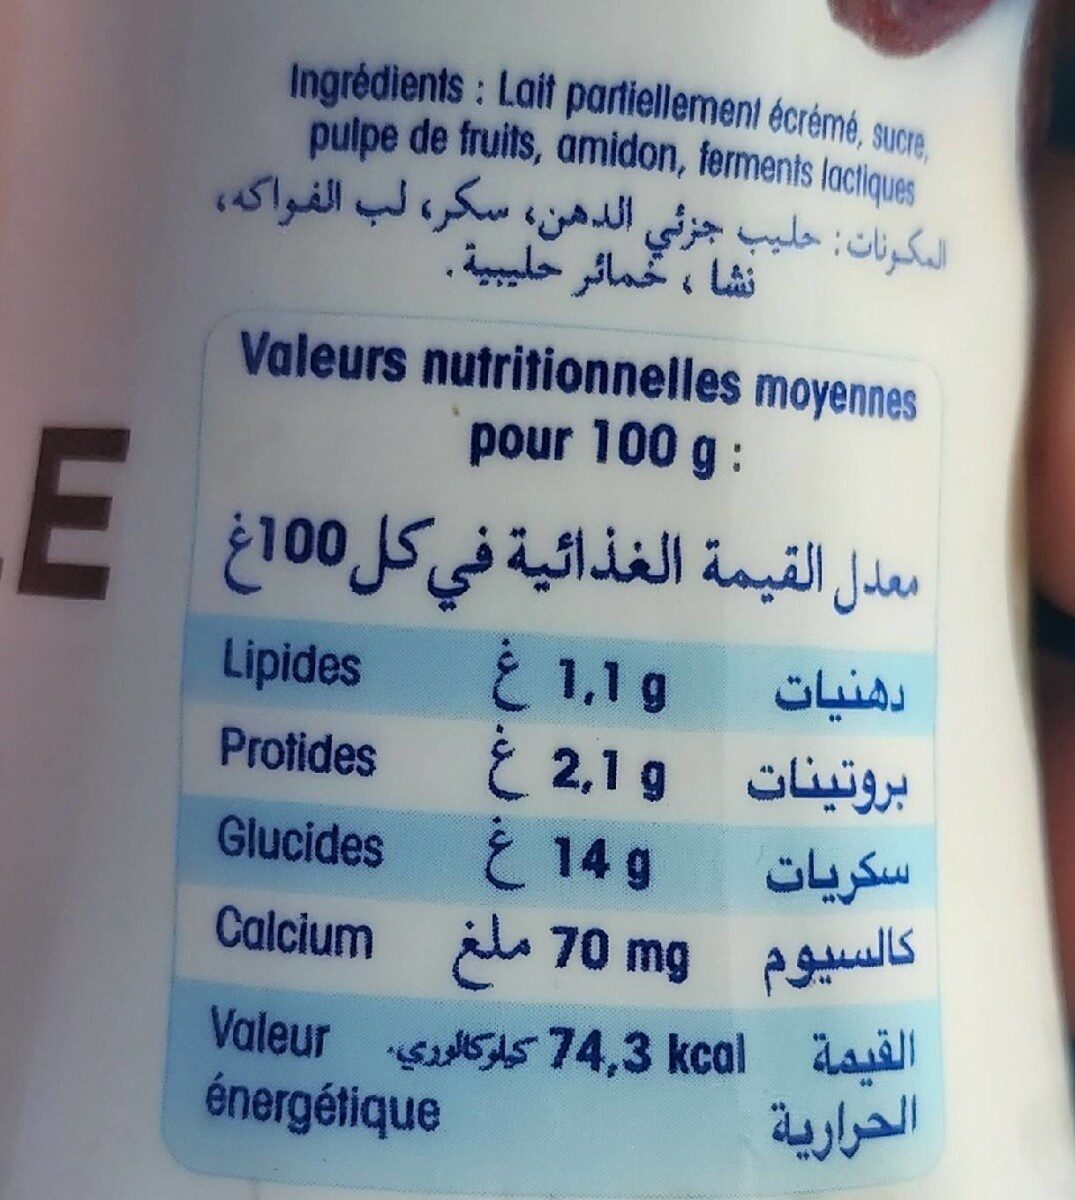 Ingrédients : Lait partiellement écrémé, sucre,
pulpe de fruits, amidon, ferments lactiques
المكونات: حليب جزئي الدهن، سكر، لب الفواكه،
نشا ، خمائر حليبية .
Valeurs nutritionnelles moyennes
pour 100 g :
معدل القيمة الغذائية في كل 100غ
Lipides غ 1,1 g دهنيات
Protides غ 2,1 g بروتينات
Glucides غ 14 g سكريات
Calcium ملغ 70 mg كالسيوم
Valeur كيلوكالوري. 74,3 kcal القيمة
énergétique الحرارية
E